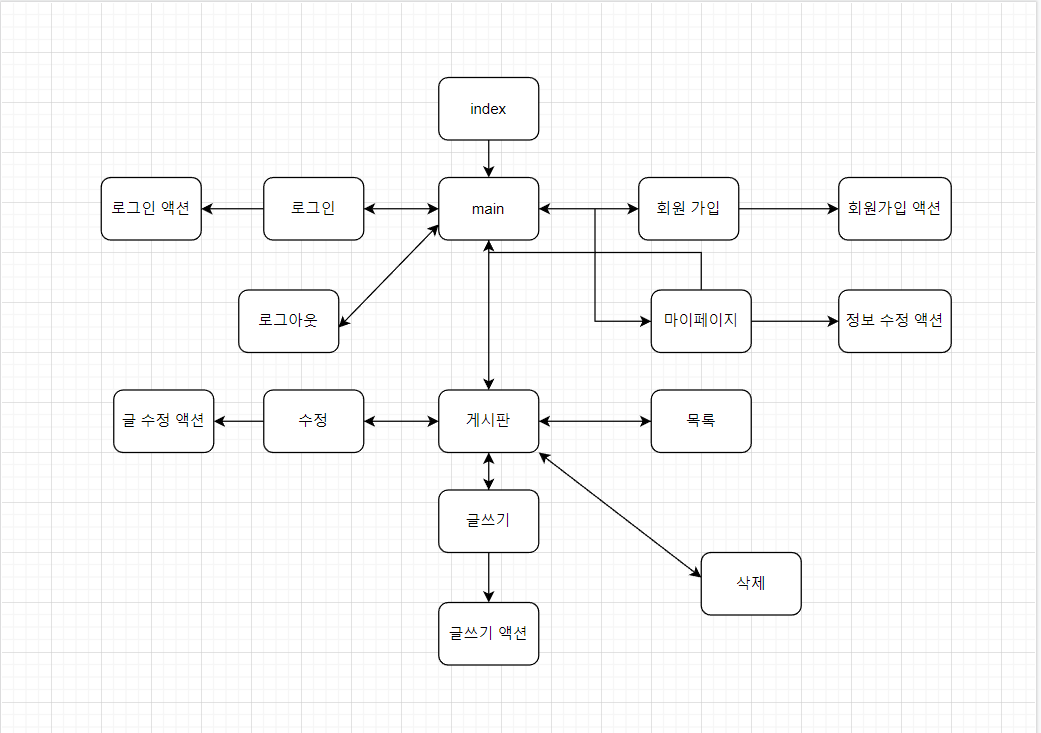 index
로그인 액션
로그인
main
회원 가입
회원가입 액션
로그아웃
마이페이지
정보 수정 액션
글 수정 액션
수정
게시판
목록
글쓰기
삭제
글쓰기 액션